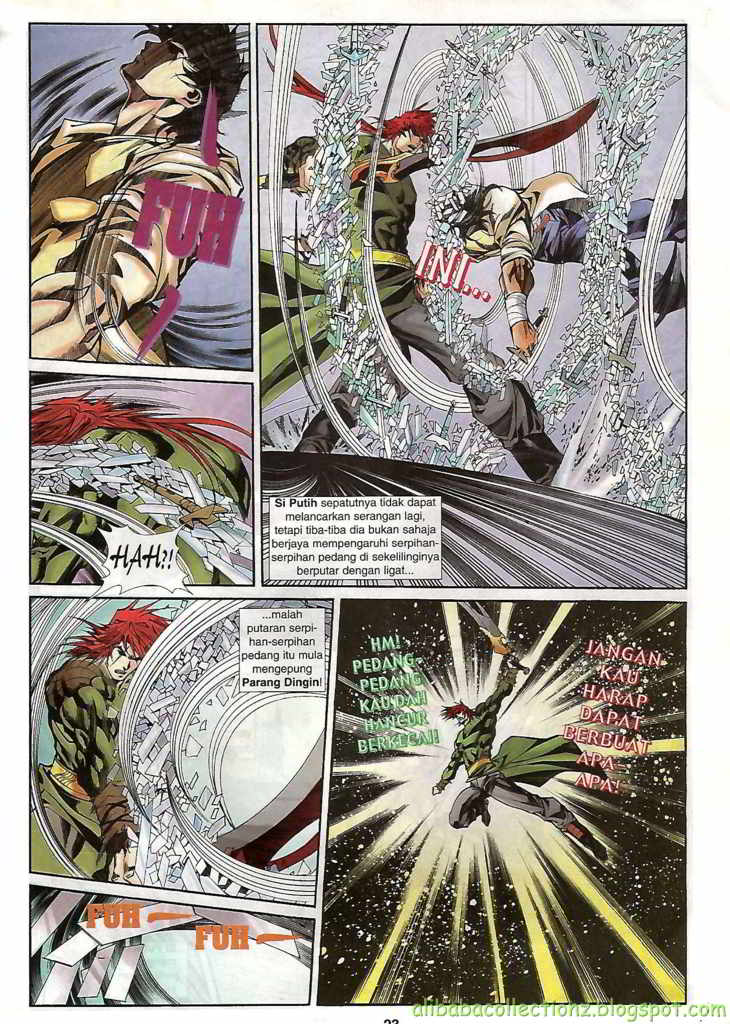 FUH
INI...
Si Putih sepatutnya tidak dapat
melancarkan serangan lagi,
tetapi tiba-tiba dia bukan sahaja
berjaya mempengaruhi serpihan-
serpihan pedang di sekelilinginya
berputar dengan ligat...
HAH?!
...malah
putaran serpi-
han-serpihan
pedang itu mula
mengepung
Parang Dingin!
HM!
PEDANG-
PEDANG
KAU DAH
HANCUR
BERKECAI!
JANGAN
KAU
HARAP
DAPAT
BERBUAT
APA-
APA!
FUH
FUH
23
alibabacollectionz.blogspot.com